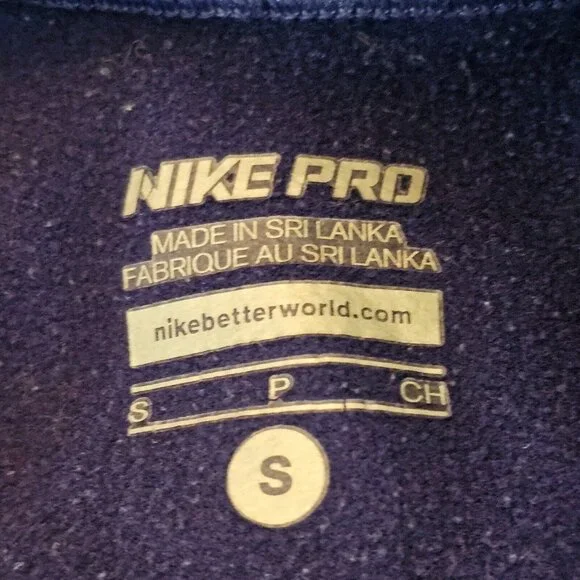 NIKE PRO
MADE IN SRI LANKA
FABRIQUE AU SRI LANKA
nikebetterworld.com
S P CH
S